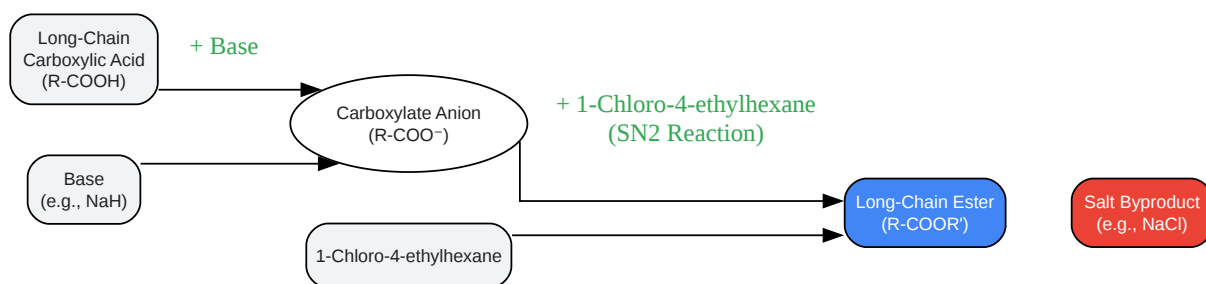 Long-Chain
Carboxylic Acid
(R-COOH)
+ Base
Carboxylate Anion
(R-COO⁻)
+ 1-Chloro-4-ethylhexane
(SN2 Reaction)
Base
(e.g., NaH)
Long-Chain Ester
(R-COOR')
Salt Byproduct
(e.g., NaCl)
1-Chloro-4-ethylhexane